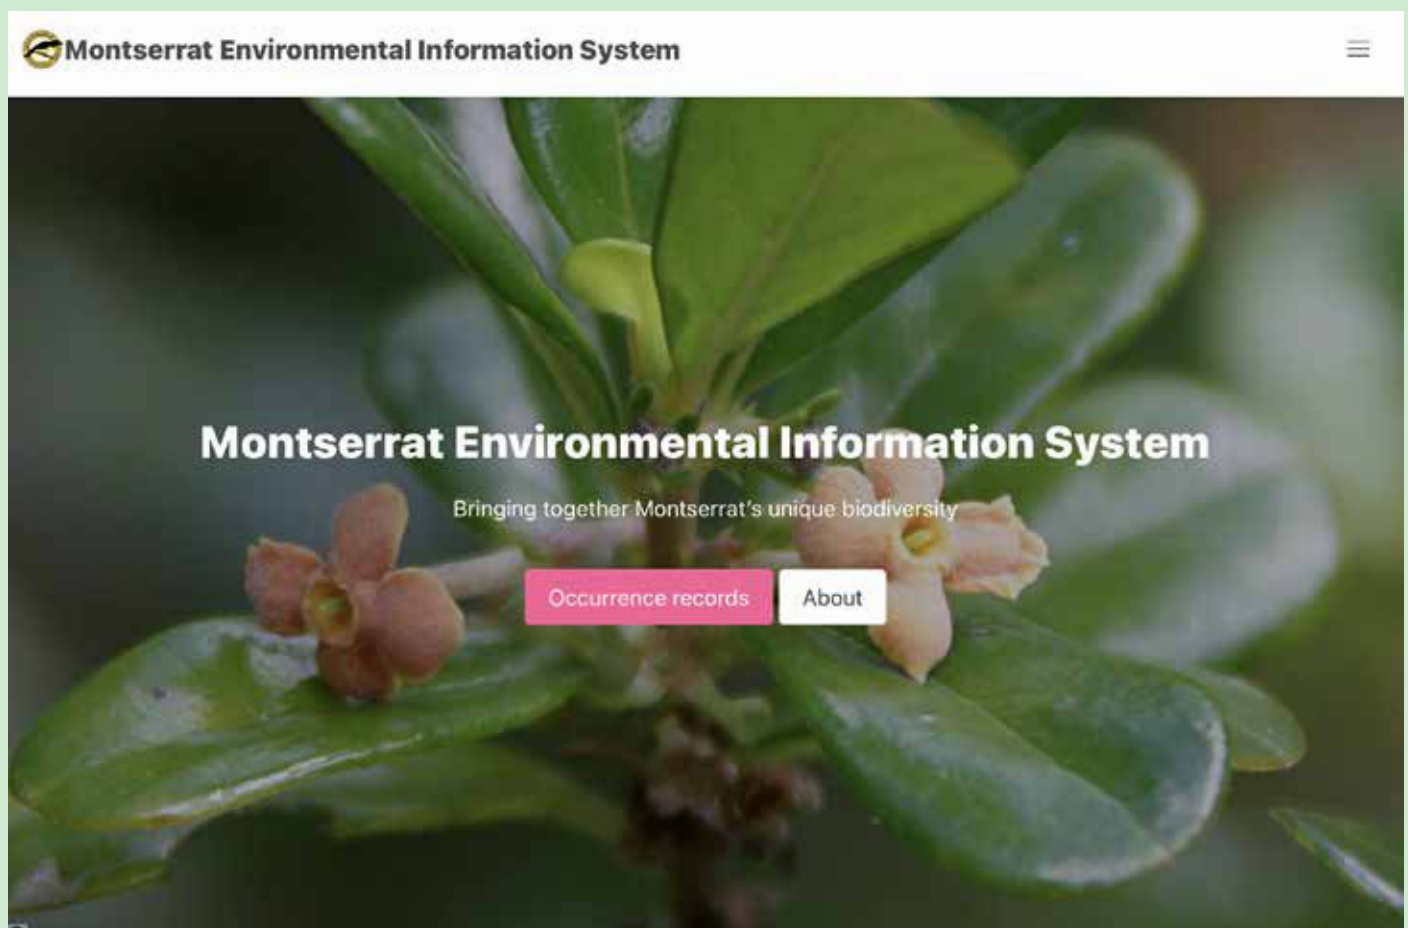 Montserrat Environmental Information System
Montserrat Environmental Information System
Bringing together Montserrat's unique biodiversity
Occurrence records About